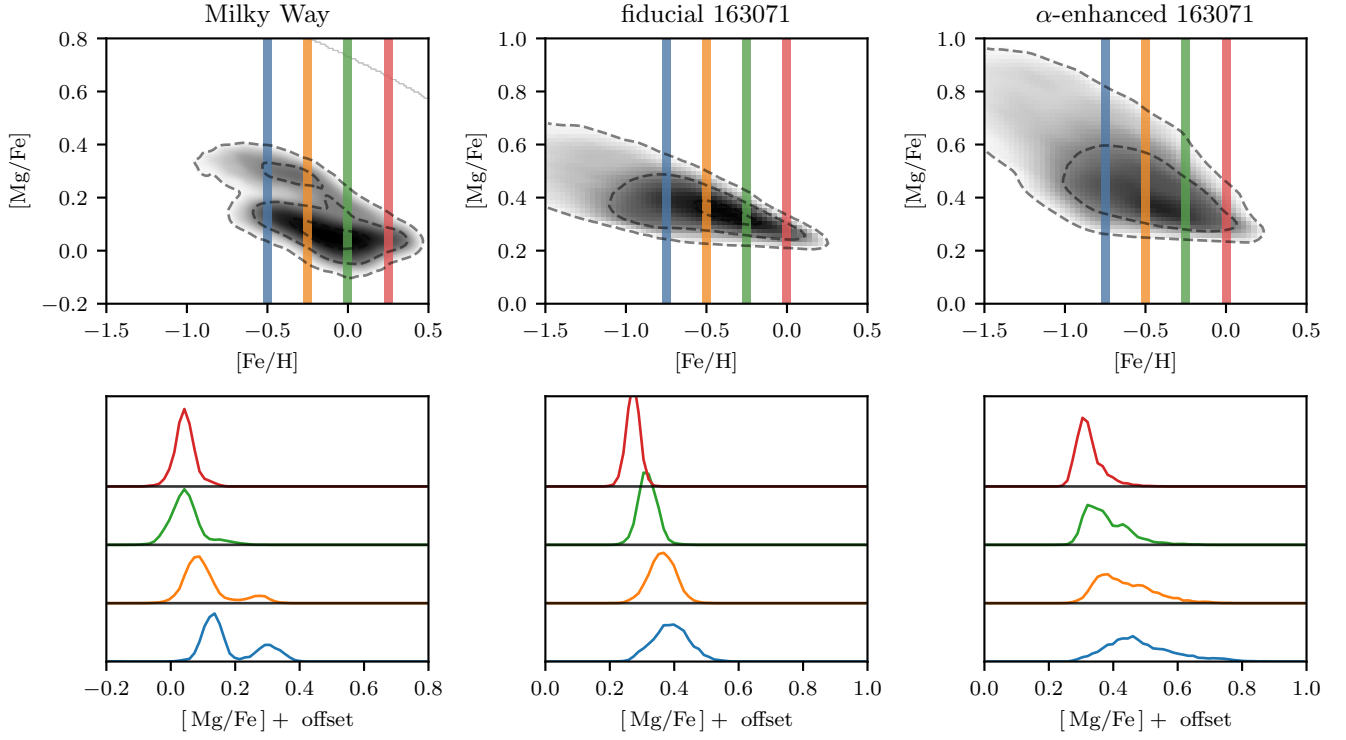 Milky Way
fiducial 163071
α-enhanced 163071
0.8
0.6
0.4
0.2
0.0
−0.2
[Mg/Fe]
−1.5 −1.0 −0.5 0.0 0.5
[Fe/H]
1.0
0.8
0.6
0.4
0.2
0.0
[Mg/Fe]
−1.5 −1.0 −0.5 0.0 0.5
[Fe/H]
1.0
0.8
0.6
0.4
0.2
0.0
[Mg/Fe]
−1.5 −1.0 −0.5 0.0 0.5
[Fe/H]
−0.2 0.0 0.2 0.4 0.6 0.8
[Mg/Fe] + offset
0.0 0.2 0.4 0.6 0.8 1.0
[Mg/Fe] + offset
0.0 0.2 0.4 0.6 0.8 1.0
[Mg/Fe] + offset